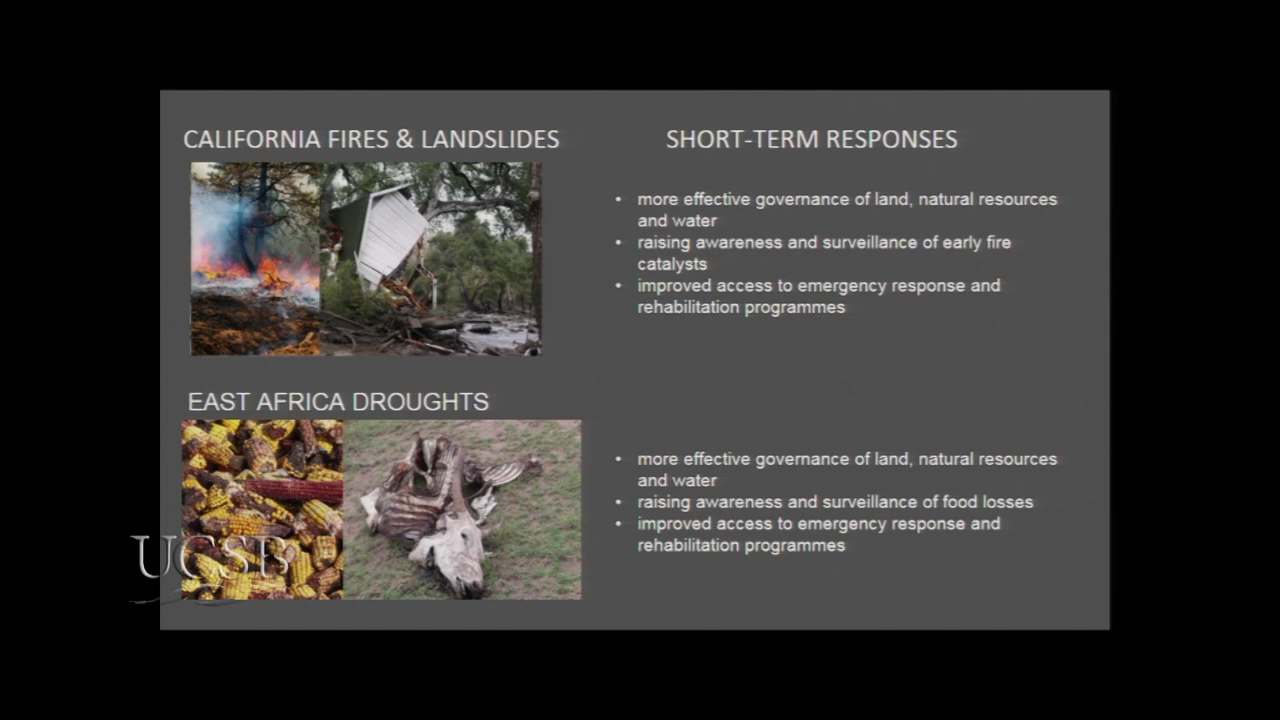 CALIFORNIA FIRES & LANDSLIDES
SHORT-TERM RESPONSES
• more effective governance of land, natural resources
and water
• raising awareness and surveillance of early fire
catalysts
• improved access to emergency response and
rehabilitation programmes
EAST AFRICA DROUGHTS
• more effective governance of land, natural resources
and water
• raising awareness and surveillance of food losses
• improved access to emergency response and
rehabilitation programmes
UCSB